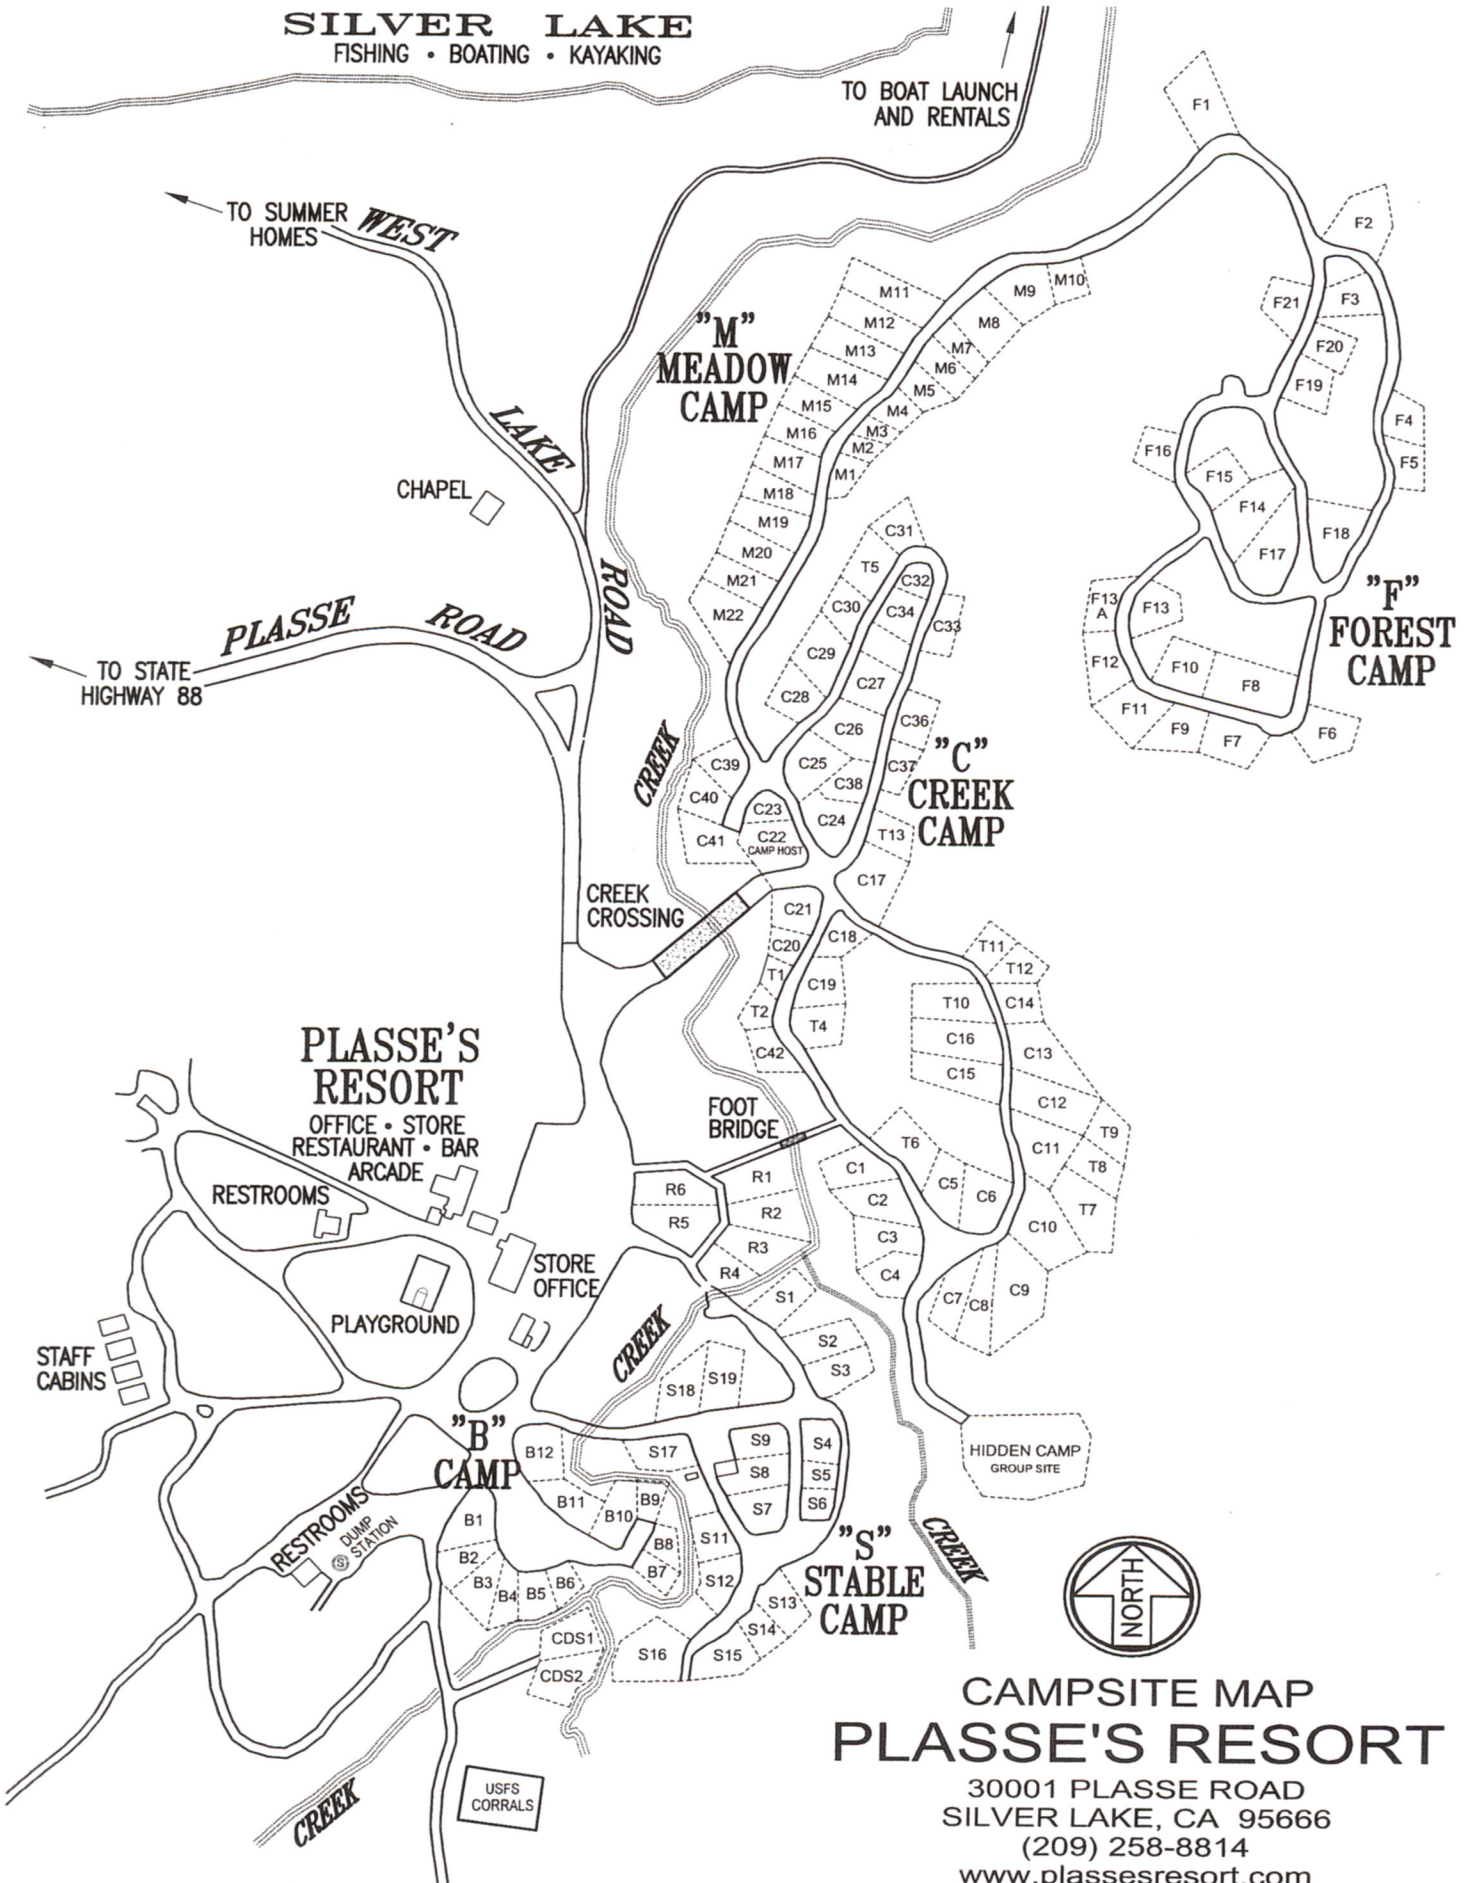 SILVER LAKE
FISHING • BOATING • KAYAKING
TO BOAT LAUNCH
AND RENTALS
TO SUMMER
HOMES
WEST
LAKE
ROAD
CHAPEL
PLASSE ROAD
TO STATE
HIGHWAY 88
"M"
MEADOW
CAMP
M11
M12
M13
M14
M15
M16
M17
M18
M19
M20
M21
M22
M10
M9
M8
M7
M6
M5
M4
M3
M2
M1
F1
F2
F3
F21
F20
F19
F4
F5
F16
F15
F14
F17
F18
F13
A
F13
F12
F10
F8
F11
F9
F7
F6
"F"
FOREST
CAMP
C31
T5
C32
C30
C34
C33
C29
C27
C28
C26
C36
C25
C37
C38
C39
C40
C23
C24
C41
C22
CAMP HOST
T13
C17
"C"
CREEK
CAMP
CREEK
CREEK
CROSSING
C21
C20
C18
T1
C19
T2
T4
C42
T11
T12
T10
C14
C16
C13
C15
C12
C11
T9
T8
T7
T6
C5
C6
C10
C1
C2
C3
C4
C7
C8
C9
FOOT
BRIDGE
PLASSE'S
RESORT
OFFICE • STORE
RESTAURANT • BAR
ARCADE
RESTROOMS
STORE
OFFICE
PLAYGROUND
STAFF
CABINS
R6
R5
R1
R2
R3
R4
CREEK
S1
S2
S3
S18
S19
S17
S9
S8
S7
S4
S5
S6
S11
S12
S13
S14
S15
S16
"S"
STABLE
CAMP
"B"
CAMP
B12
B11
B10
B9
B8
B7
B1
B2
B3
B4
B5
B6
CDS1
CDS2
RESTROOMS
S
DUMP
STATION
HIDDEN CAMP
GROUP SITE
CREEK
CREEK
USFS
CORRALS
NORTH
CAMPSITE MAP
PLASSE'S RESORT
30001 PLASSE ROAD
SILVER LAKE, CA 95666
(209) 258-8814
www.plassesresort.com